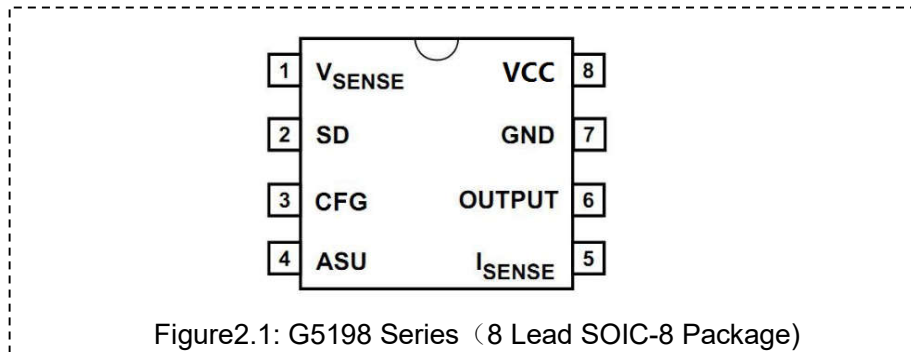 1 VSENSE VCC 8
2 SD GND 7
3 CFG OUTPUT 6
4 ASU ISENSE 5
Figure2.1: G5198 Series（8 Lead SOIC-8 Package)